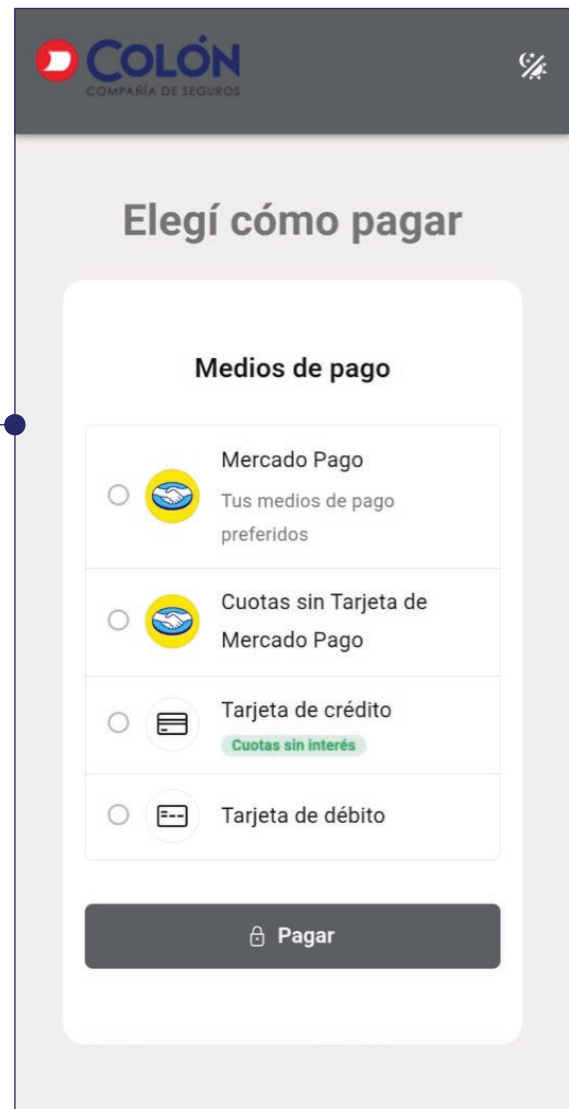 COLÓN
COMPAÑÍA DE SEGUROS
Elegí cómo pagar
Medios de pago
Mercado Pago
Tus medios de pago
preferidos
Cuotas sin Tarjeta de
Mercado Pago
Tarjeta de crédito
Cuotas sin interés
Tarjeta de débito
Pagar